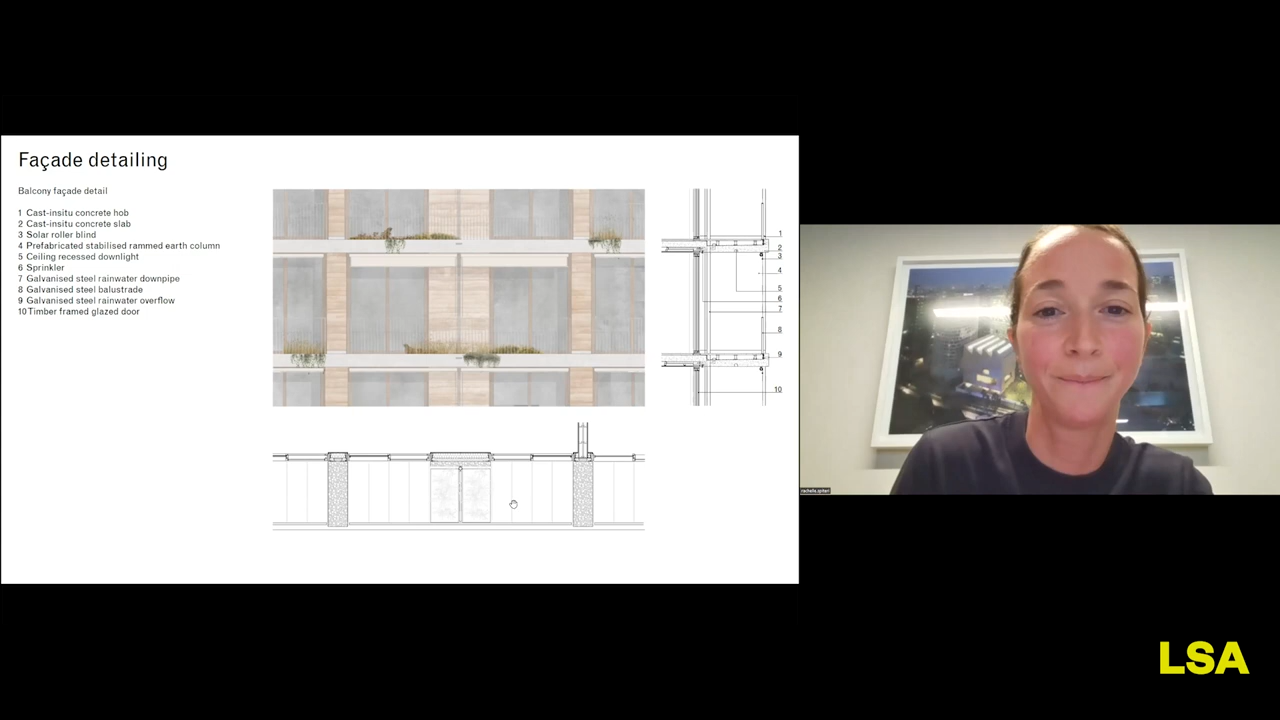 Façade detailing
Balcony façade detail
1 Cast-insitu concrete hob
2 Cast-insitu concrete slab
3 Solar roller blind
4 Prefabricated stabilised rammed earth column
5 Ceiling recessed downlight
6 Sprinkler
7 Galvanised steel rainwater downpipe
8 Galvanised steel balustrade
9 Galvanised steel rainwater overflow
10 Timber framed glazed door
1
2
3
4
5
6
7
8
9
10
rachelle.spiteri
LSA